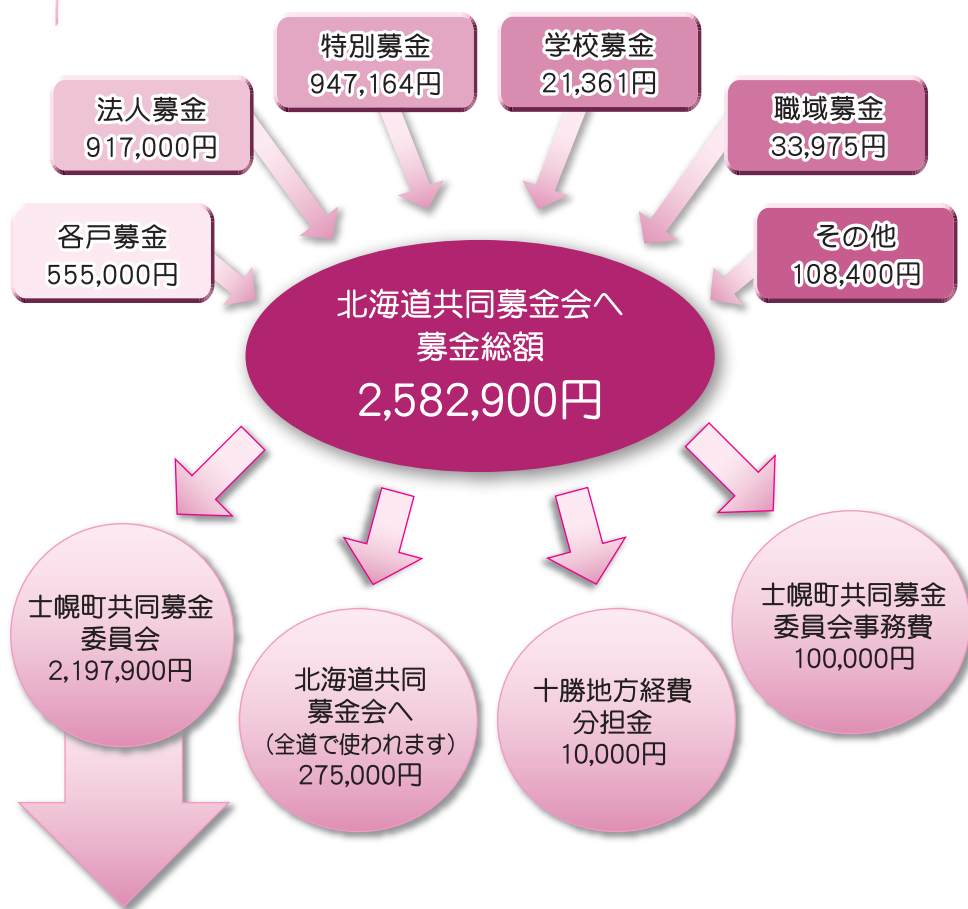 特別募金
947,164円
学校募金
21,361円
法人募金
917,000円
職域募金
33,975円
各戸募金
555,000円
その他
108,400円
北海道共同募金会へ
募金総額
2,582,900円
士幌町共同募金
委員会
2,197,900円
北海道共同
募金会へ
(全道で使われます)
275,000円
十勝地方経費
分担金
10,000円
士幌町共同募金
委員会事務費
100,000円